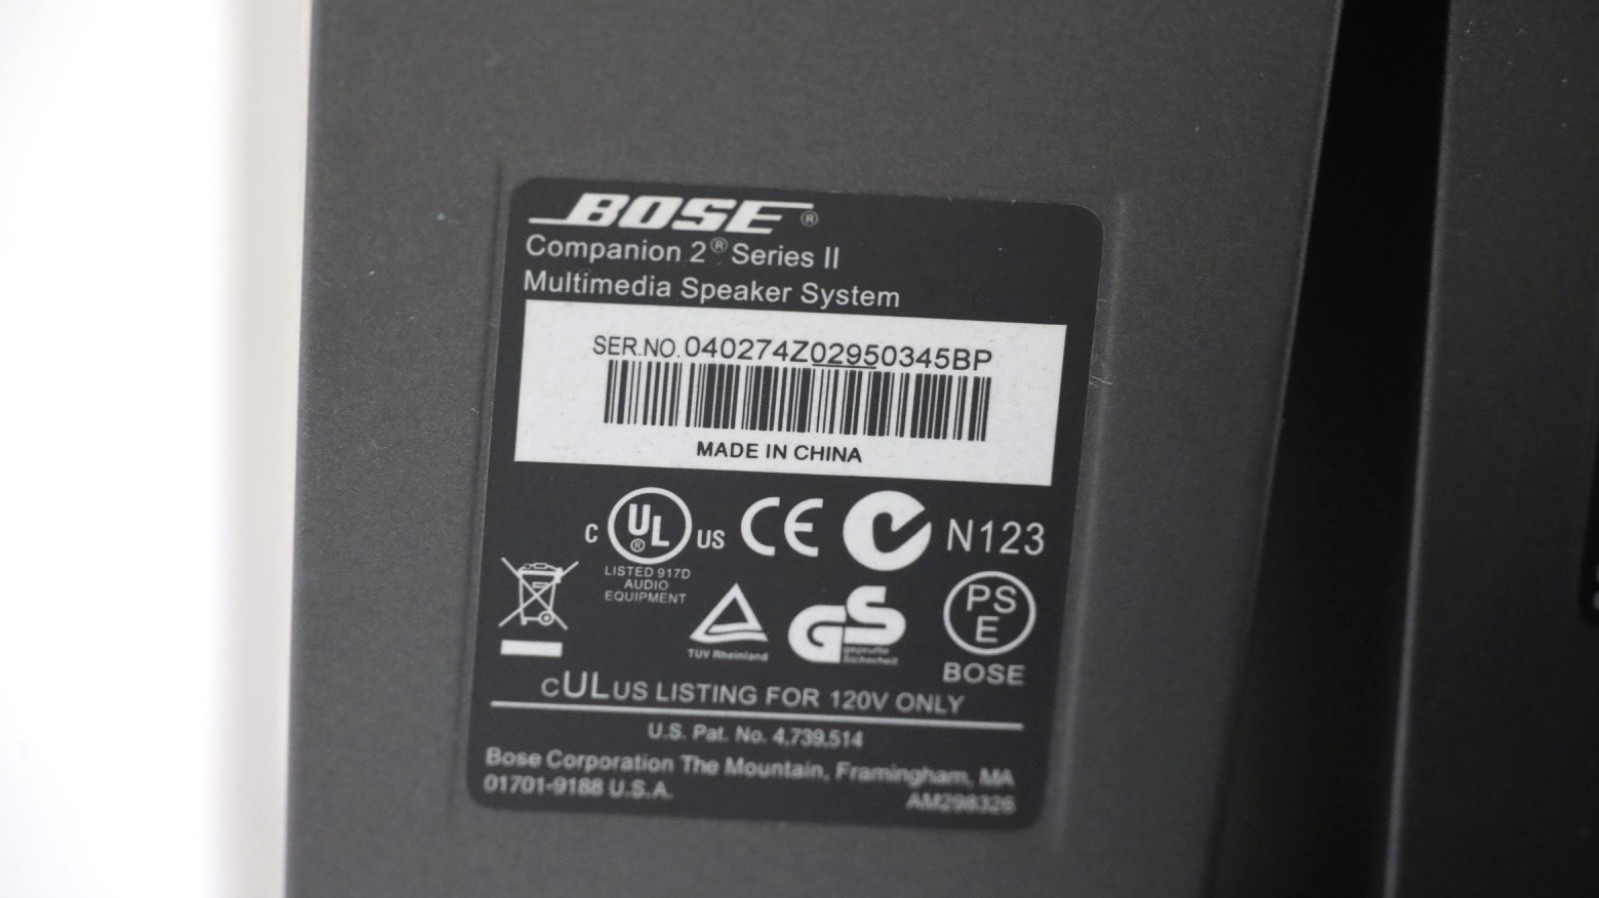 BOSE®
Companion 2® Series II
Multimedia Speaker System
SER.NO. 040274Z02950345BP
MADE IN CHINA
C UL® US CE N123
LISTED 917D
AUDIO
EQUIPMENT
TÜV Rheinland
GS
geprüfte
Sicherheit
PS
E
BOSE
cULus LISTING FOR 120V ONLY
U.S. Pat. No. 4,739,514
Bose Corporation The Mountain, Framingham, MA
01701-9188 U.S.A.
AM298326